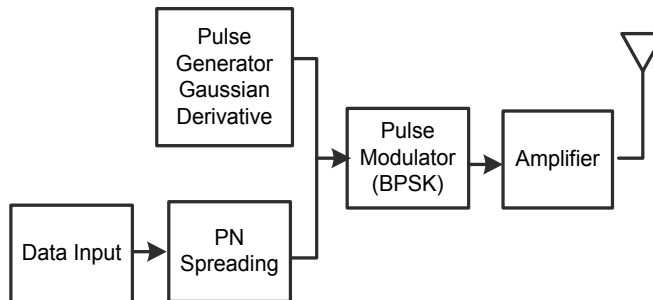 Pulse
Generator
Gaussian
Derivative
Pulse
Modulator
(BPSK)
Amplifier
Data Input
PN
Spreading